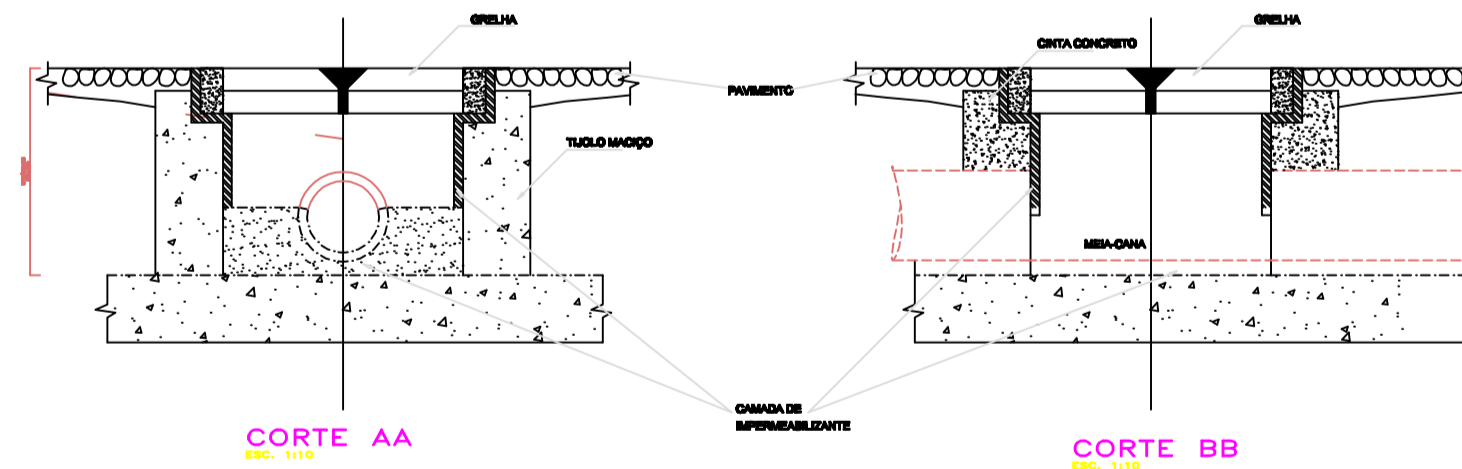 GRELHA
GRELHA
CINTA CONCRETO
PAVIMENTO
TIJOLO MACIÇO
MEIA-CANA
CAMADA DE
IMPERMEABILIZANTE
CORTE AA
ESC. 1:10
CORTE BB
ESC. 1:10